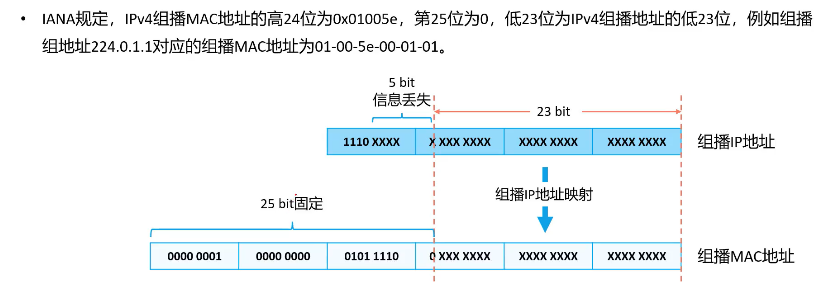 • IANA规定，IPv4组播MAC地址的高24位为0x01005e，第25位为0，低23位为IPv4组播地址的低23位，例如组播
组地址224.0.1.1对应的组播MAC地址为01-00-5e-00-01-01。
5 bit
信息丢失
23 bit
1110 XXXX X XXX XXXX XXXX XXXX XXXX XXXX 组播IP地址
组播IP地址映射
25 bit固定
0000 0001 0000 0000 0101 1110 0 XXX XXXX XXXX XXXX XXXX XXXX 组播MAC地址